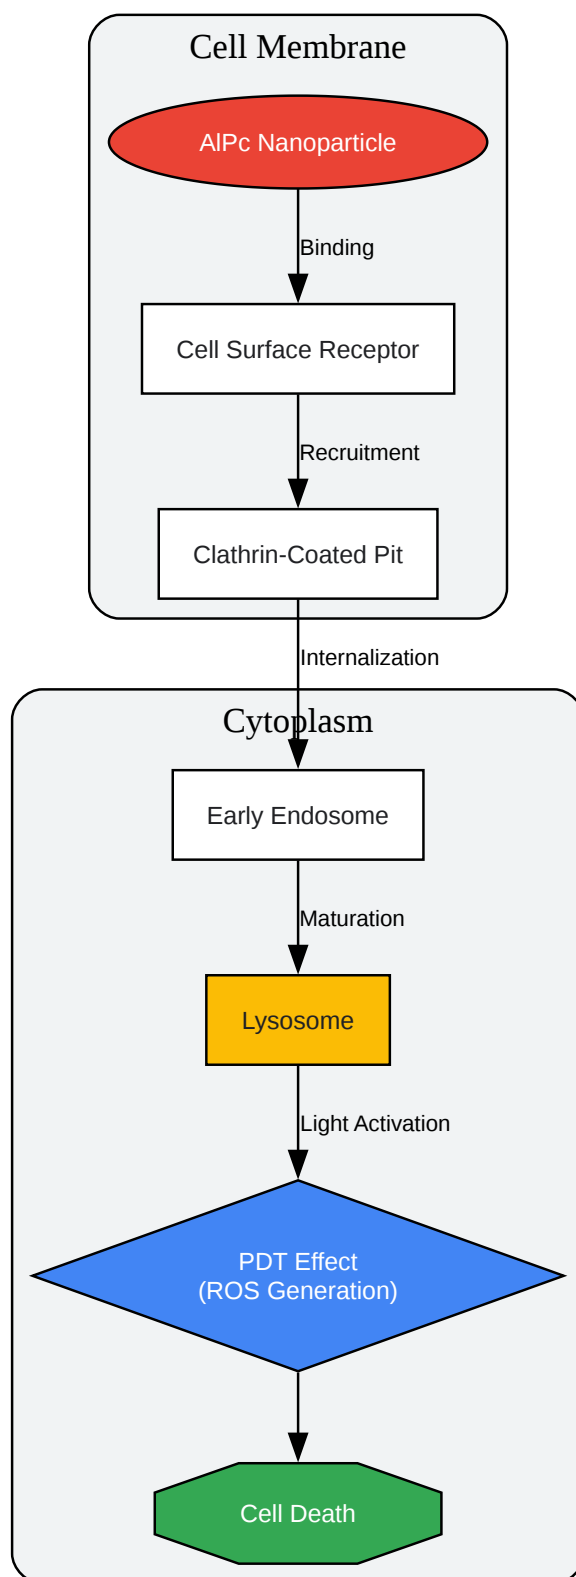 Cell Membrane
AlPc Nanoparticle
Binding
Cell Surface Receptor
Recruitment
Clathrin-Coated Pit
Internalization
Cytoplasm
Early Endosome
Maturation
Lysosome
Light Activation
PDT Effect
(ROS Generation)
Cell Death